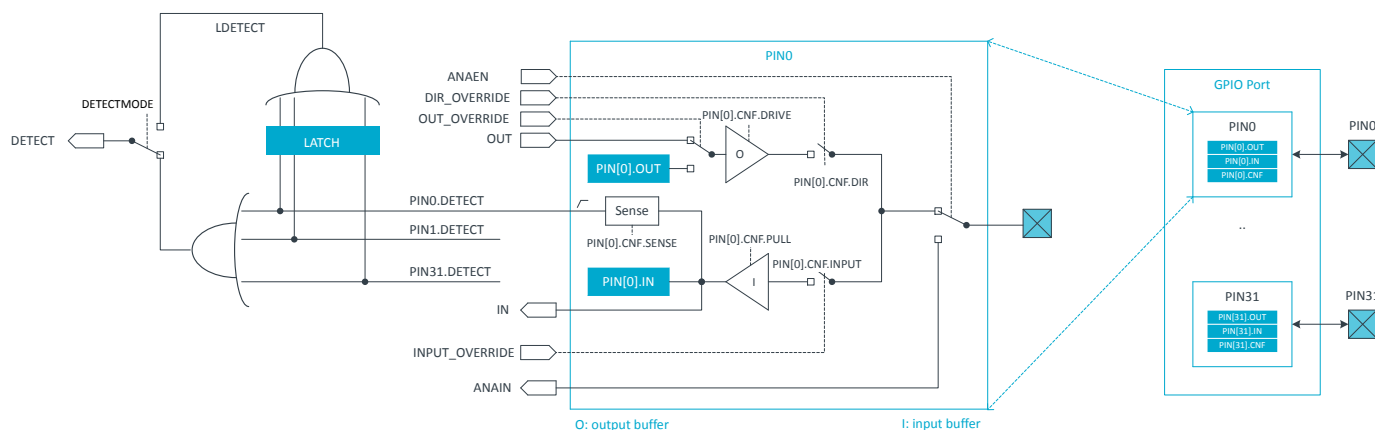 LDETECT
PIN0
GPIO Port
ANAEN
DETECTMODE
DIR_OVERRIDE
PIN[0].CNF.DRIVE
OUT_OVERRIDE
PIN0
PIN0
DETECT
OUT
LATCH
O
PIN[0].OUT
PIN[0].IN
PIN[0].CNF
PIN[0].OUT
PIN[0].CNF.DIR
PIN0.DETECT
Sense
PIN1.DETECT
PIN[0].CNF.SENSE
PIN[0].CNF.PULL
..
PIN[0].CNF.INPUT
PIN31.DETECT
PIN[0].IN
I
PIN31
PIN31
IN
PIN[31].OUT
PIN[31].IN
PIN[31].CNF
INPUT_OVERRIDE
ANAIN
O: output buffer
I: input buffer